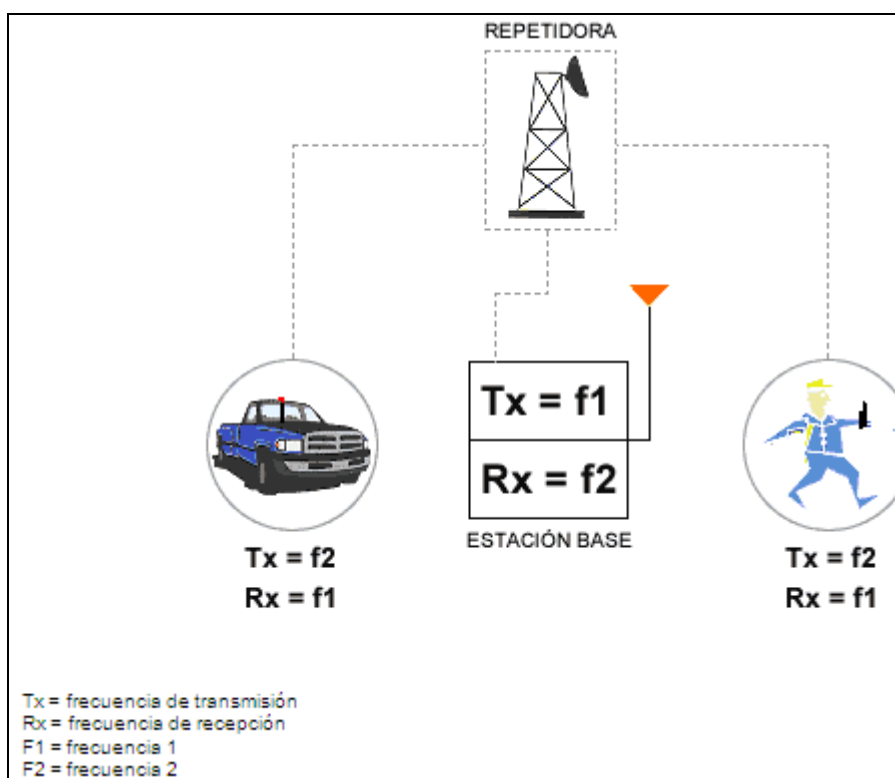 REPETIDORA
Tx = f1
Rx = f2
ESTACIÓN BASE
Tx = f2
Rx = f1
Tx = f2
Rx = f1
Tx = frecuencia de transmisión
Rx = frecuencia de recepción
F1 = frecuencia 1
F2 = frecuencia 2